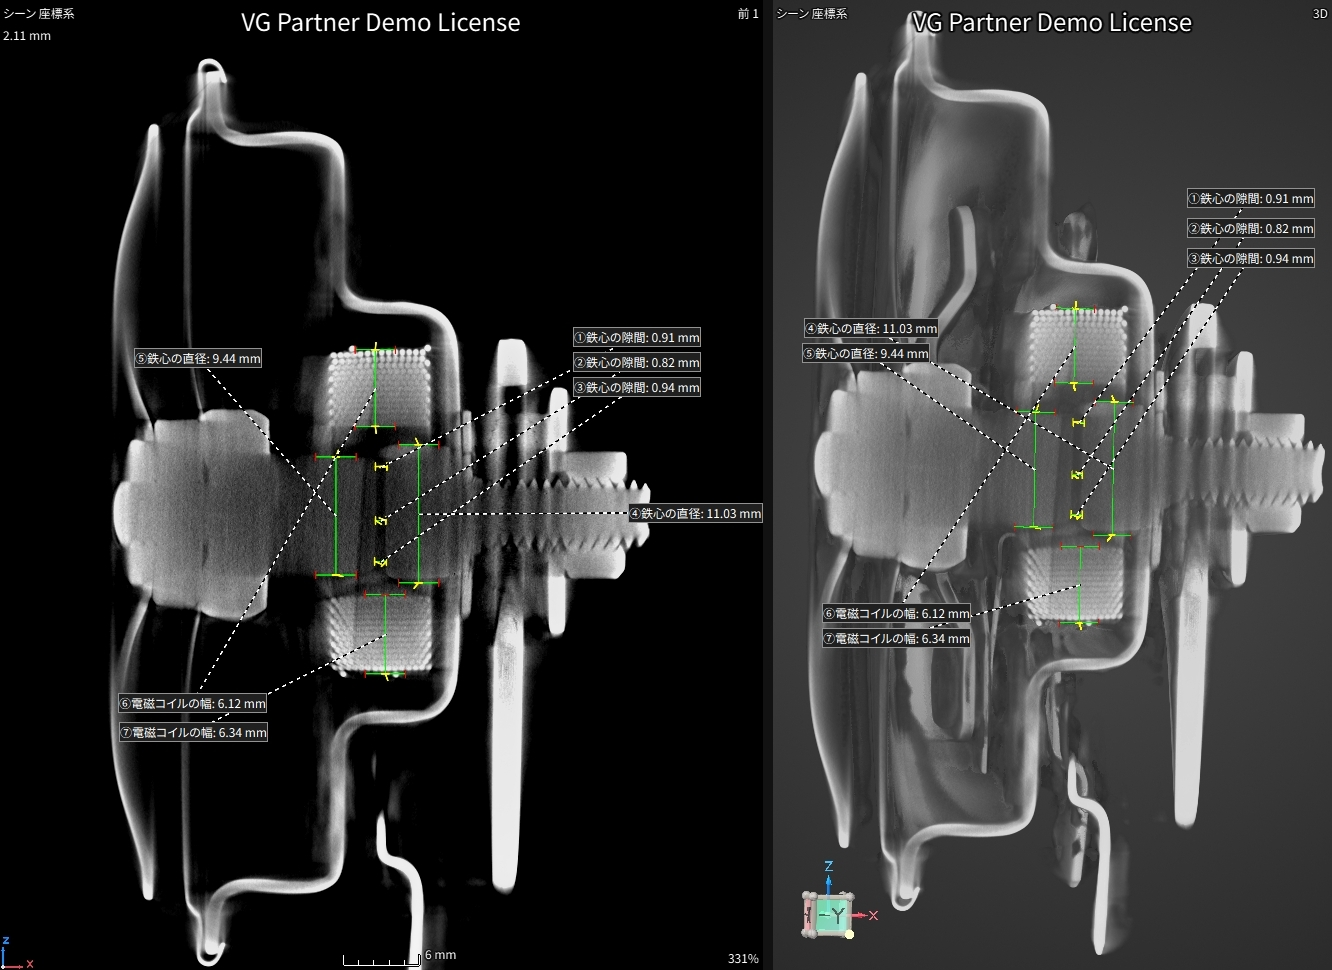 シーン 座標系
2.11 mm
VG Partner Demo License
前 1
⑤鉄心の直径: 9.44 mm
①鉄心の隙間: 0.91 mm
②鉄心の隙間: 0.82 mm
③鉄心の隙間: 0.94 mm
④鉄心の直径: 11.03 mm
⑥電磁コイルの幅: 6.12 mm
⑦電磁コイルの幅: 6.34 mm
z
x
6 mm
331%
シーン 座標系
VG Partner Demo License
3D
①鉄心の隙間: 0.91 mm
②鉄心の隙間: 0.82 mm
③鉄心の隙間: 0.94 mm
④鉄心の直径: 11.03 mm
⑤鉄心の直径: 9.44 mm
⑥電磁コイルの幅: 6.12 mm
⑦電磁コイルの幅: 6.34 mm
Z
-Y
X